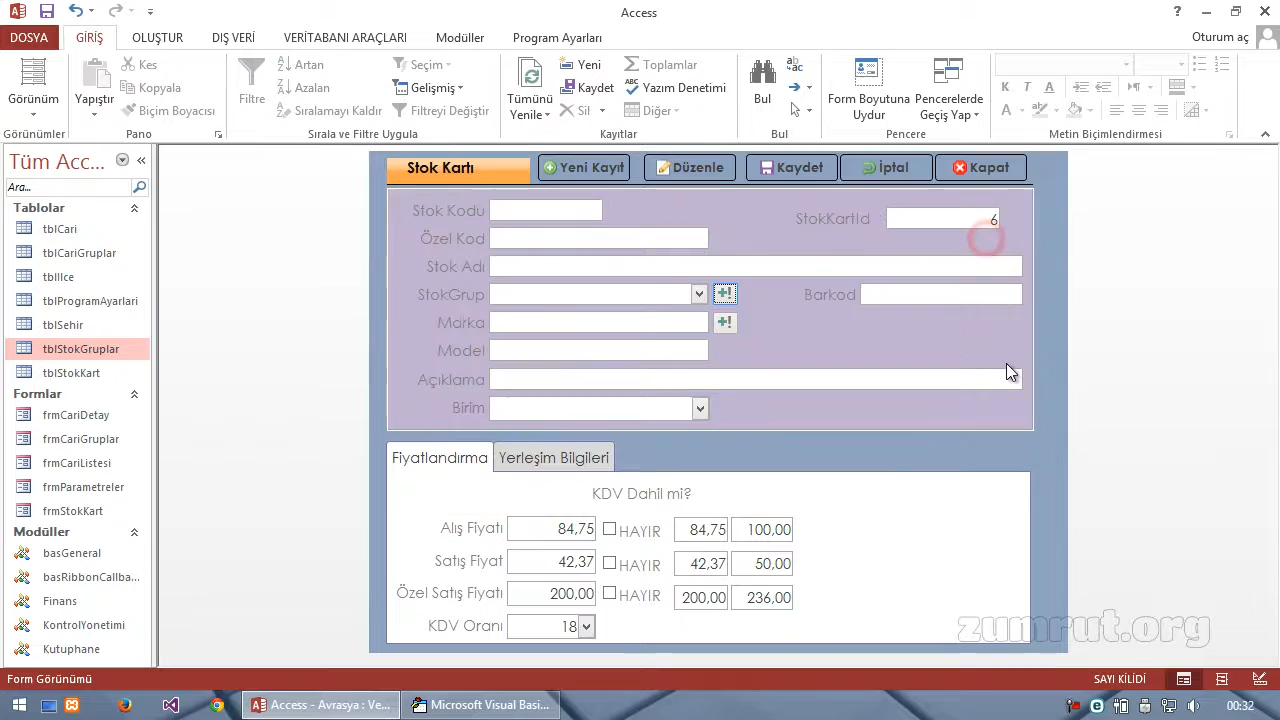 Access
DOSYA GİRİŞ OLUŞTUR DIŞ VERİ VERİTABANI ARAÇLARI Modüller Program Ayarları Oturum aç
Görünüm
Görünümler
Yapıştır
Kes
Kopyala
Biçim Boyacısı
Pano
Filtre
Artan
Azalan
Sıralamayı Kaldır
Seçim
Gelişmiş
Filtreyi Değiştir
Sırala ve Filtre Uygula
Tümünü
Yenile
Yeni
Kaydet
Sil
Toplamlar
Yazım Denetimi
Diğer
Kayıtlar
Bul
Bul
Form Boyutuna
Uydur
Pencerelerde
Geçiş Yap
Pencere
Metin Biçimlendirme
Tüm Acc...
Ara...
Tablolar
tblCari
tblCariGruplar
tblIlce
tblProgramAyarlari
tblSehir
tblStokGruplar
tblStokKart
Formlar
frmCariDetay
frmCariGruplar
frmCariListesi
frmParametreler
frmStokKart
Modüller
basGeneral
basRibbonCallba...
Finans
KontrolYonetimi
Kutuphane
Stok Kartı Yeni Kayıt Düzenle Kaydet İptal Kapat
Stok Kodu StokKartId 6
Özel Kod
Stok Adı
StokGrup +! Barkod
Marka +!
Model
Açıklama
Birim
Fiyatlandırma Yerleşim Bilgileri
KDV Dahil mi?
Alış Fiyatı 84,75 HAYIR 84,75 100,00
Satış Fiyat 42,37 HAYIR 42,37 50,00
Özel Satış Fiyatı 200,00 HAYIR 200,00 236,00
KDV Oranı 18
zumrut.org
Form Görünümü SAYI KİLİDİ
Access - Avrasya : Ve... Microsoft Visual Basi... 00:32